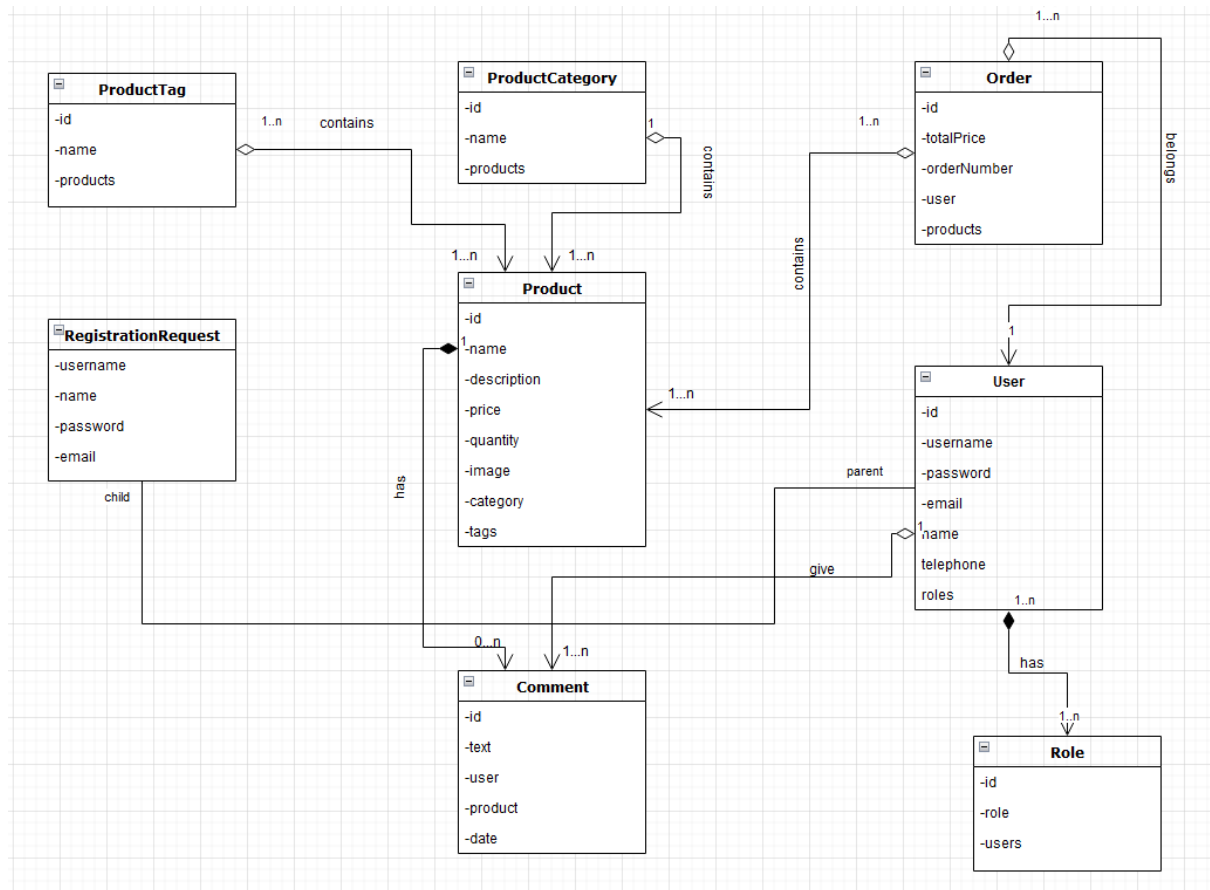 1...n
ProductTag
-id
-name
-products
1..n
contains
ProductCategory
-id
-name
-products
1
contains
1..n
Order
-id
-totalPrice
-orderNumber
-user
-products
belongs
contains
1...n
1...n
Product
-id
-name
-description
-price
-quantity
-image
-category
-tags
1
1...n
RegistrationRequest
-username
-name
-password
-email
child
has
1
User
-id
-username
-password
-email
name
telephone
roles
parent
1
give
1..n
has
0...n
1...n
Comment
-id
-text
-user
-product
-date
1..n
Role
-id
-role
-users